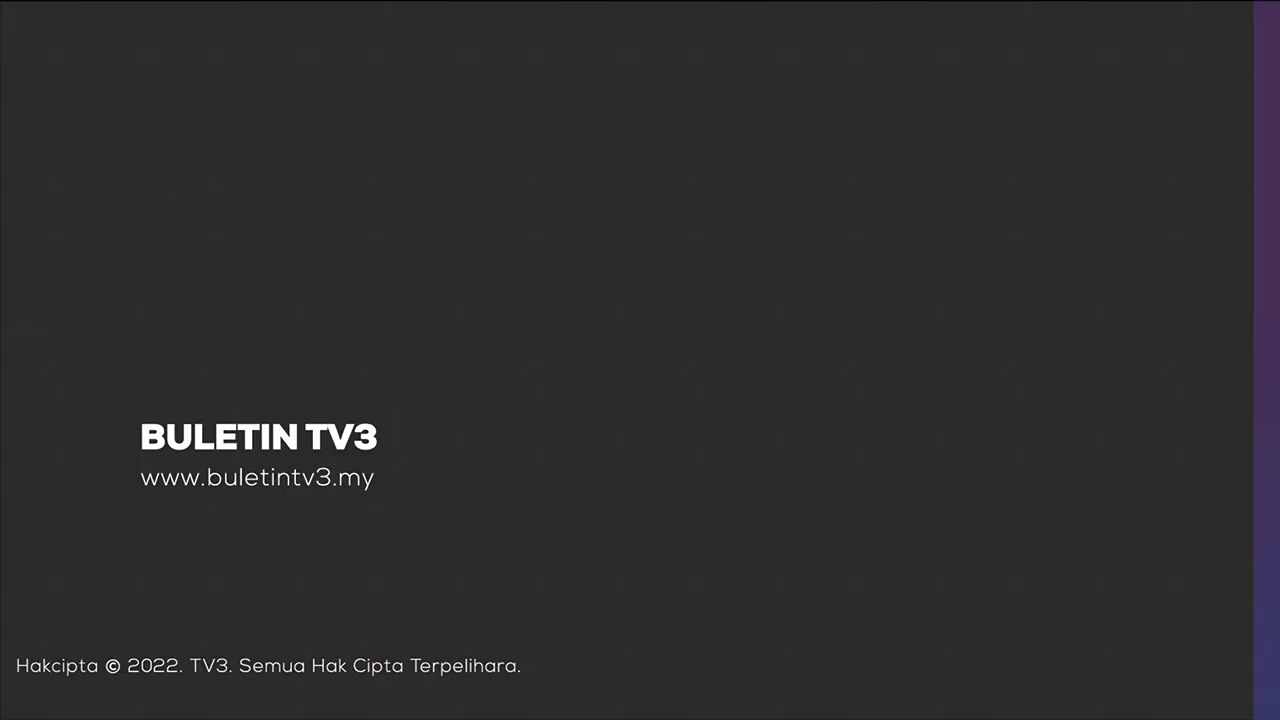 BULETIN TV3
www.buletintv3.my
Hakcipta © 2022. TV3. Semua Hak Cipta Terpelihara.